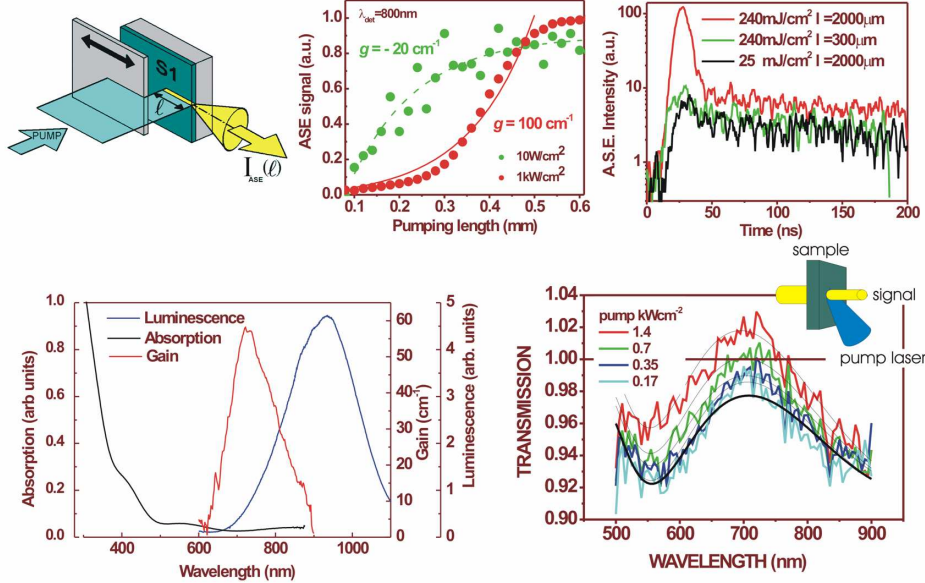 S1
ℓ
PUMP
I ASE (ℓ)
λdet=800nm
g = - 20 cm⁻¹
g = 100 cm⁻¹
10W/cm²
1kW/cm²
ASE signal (a.u.)
1.0
0.8
0.6
0.4
0.2
0.0
0.1 0.2 0.3 0.4 0.5 0.6
Pumping length (mm)
240mJ/cm² l =2000µm
240mJ/cm² l =300µm
25 mJ/cm² l =2000µm
A.S.E. Intensity (a.u.)
100
10
1
0 50 100 150 200
Time (ns)
Luminescence
Absorption
Gain
Absorption (arb units)
1.0
0.8
0.6
0.4
0.2
0.0
400 600 800 1000
Wavelength (nm)
60
50
40
30
20
10
0
Gain (cm⁻¹)
5
4
3
2
1
0
Luminescence (arb. units)
sample
signal
pump laser
pump kWcm⁻²
1.4
0.7
0.35
0.17
TRANSMISSION
1.04
1.02
1.00
0.98
0.96
0.94
0.92
0.90
500 600 700 800 900
WAVELENGTH (nm)